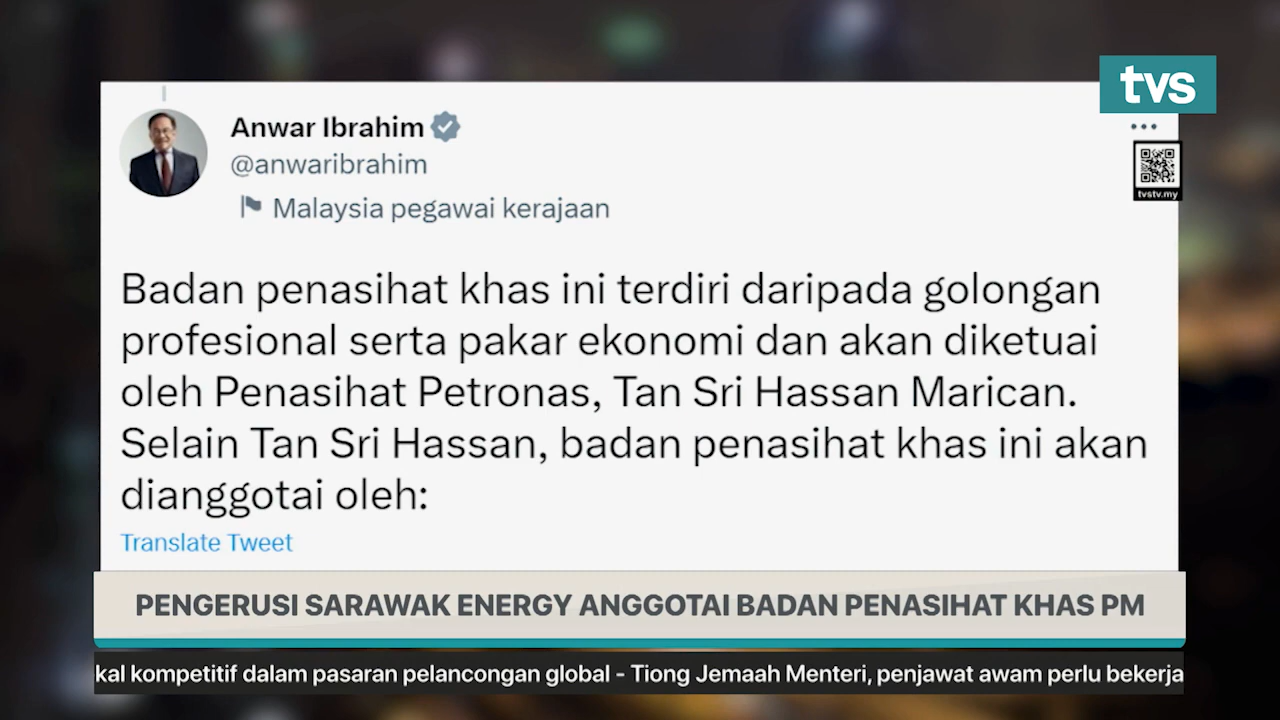 tvs
Anwar Ibrahim
@anwaribrahim
Malaysia pegawai kerajaan
tvstv.my
Badan penasihat khas ini terdiri daripada golongan
profesional serta pakar ekonomi dan akan diketuai
oleh Penasihat Petronas, Tan Sri Hassan Marican.
Selain Tan Sri Hassan, badan penasihat khas ini akan
dianggotai oleh:
Translate Tweet
PENGERUSI SARAWAK ENERGY ANGGOTAI BADAN PENASIHAT KHAS PM
kal kompetitif dalam pasaran pelancongan global - Tiong Jemaah Menteri, penjawat awam perlu bekerja